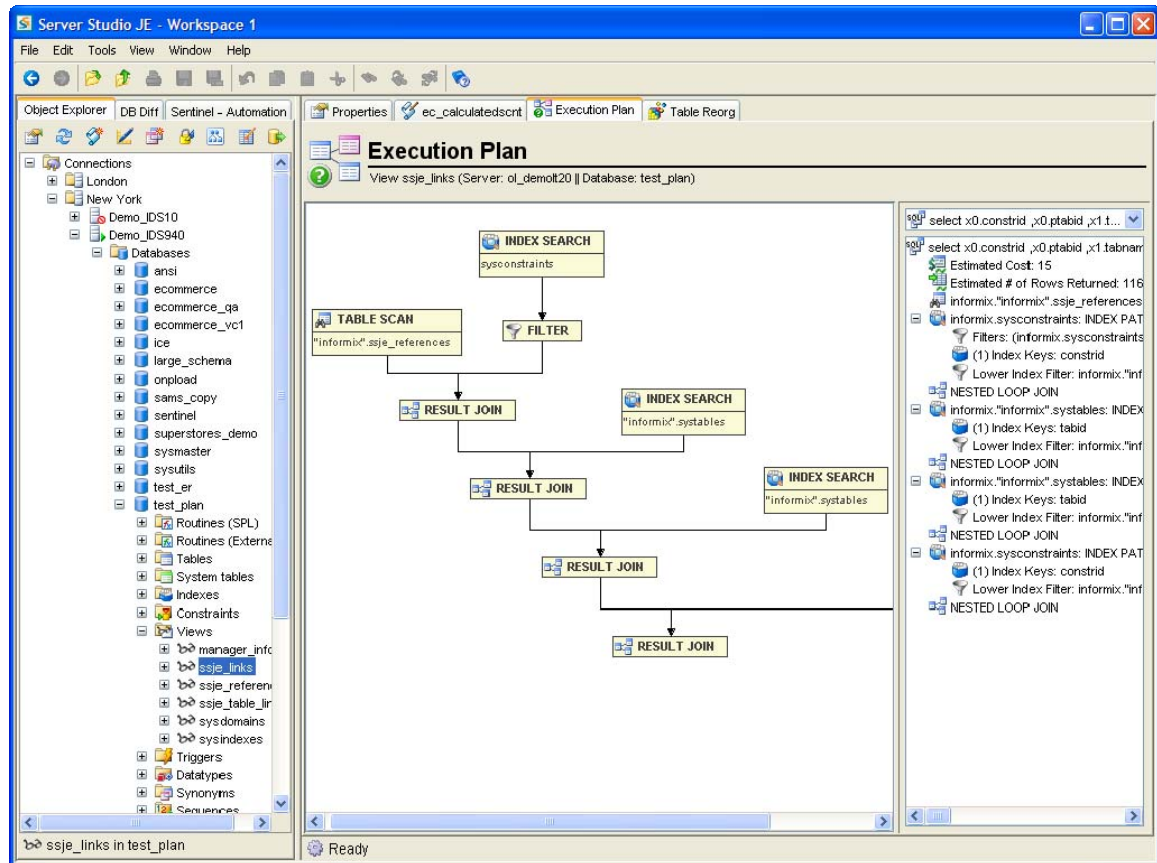 Server Studio JE - Workspace 1
File Edit Tools View Window Help
Object Explorer DB Diff Sentinel - Automation
Connections
London
New York
Demo_IDS10
Demo_IDS940
Databases
ansi
ecommerce
ecommerce_qa
ecommerce_vc1
ice
large_schema
onpload
sams_copy
sentinel
superstores_demo
sysmaster
sysutils
test_er
test_plan
Routines (SPL)
Routines (Externa
Tables
System tables
Indexes
Constraints
Views
manager_info
ssje_links
ssje_referen
ssje_table_lin
sysdomains
sysindexes
Triggers
Datatypes
Synonyms
Sequences
ssje_links in test_plan
Properties ec_calculatedscnt Execution Plan Table Reorg
Execution Plan
View ssje_links (Server: ol_demolt20 || Database: test_plan)
INDEX SEARCH
sysconstraints
TABLE SCAN
"informix".ssje_references
FILTER
RESULT JOIN
INDEX SEARCH
"informix".systables
RESULT JOIN
INDEX SEARCH
"informix".systables
RESULT JOIN
RESULT JOIN
select x0.constrid ,x0.ptabid ,x1.t...
select x0.constrid ,x0.ptabid ,x1.tabnam
Estimated Cost: 15
Estimated # of Rows Returned: 116
informix."informix".ssje_references
informix.sysconstraints: INDEX PAT
Filters: (informix.sysconstraints
(1) Index Keys: constrid
Lower Index Filter: informix."inf
NESTED LOOP JOIN
informix."informix".systables: INDEX
(1) Index Keys: tabid
Lower Index Filter: informix."inf
NESTED LOOP JOIN
informix."informix".systables: INDEX
(1) Index Keys: tabid
Lower Index Filter: informix."inf
NESTED LOOP JOIN
informix.sysconstraints: INDEX PAT
(1) Index Keys: constrid
Lower Index Filter: informix."inf
NESTED LOOP JOIN
Ready